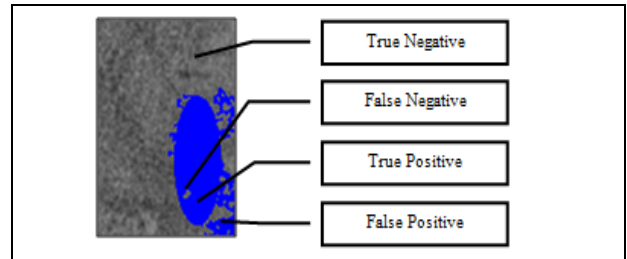 True Negative
False Negative
True Positive
False Positive